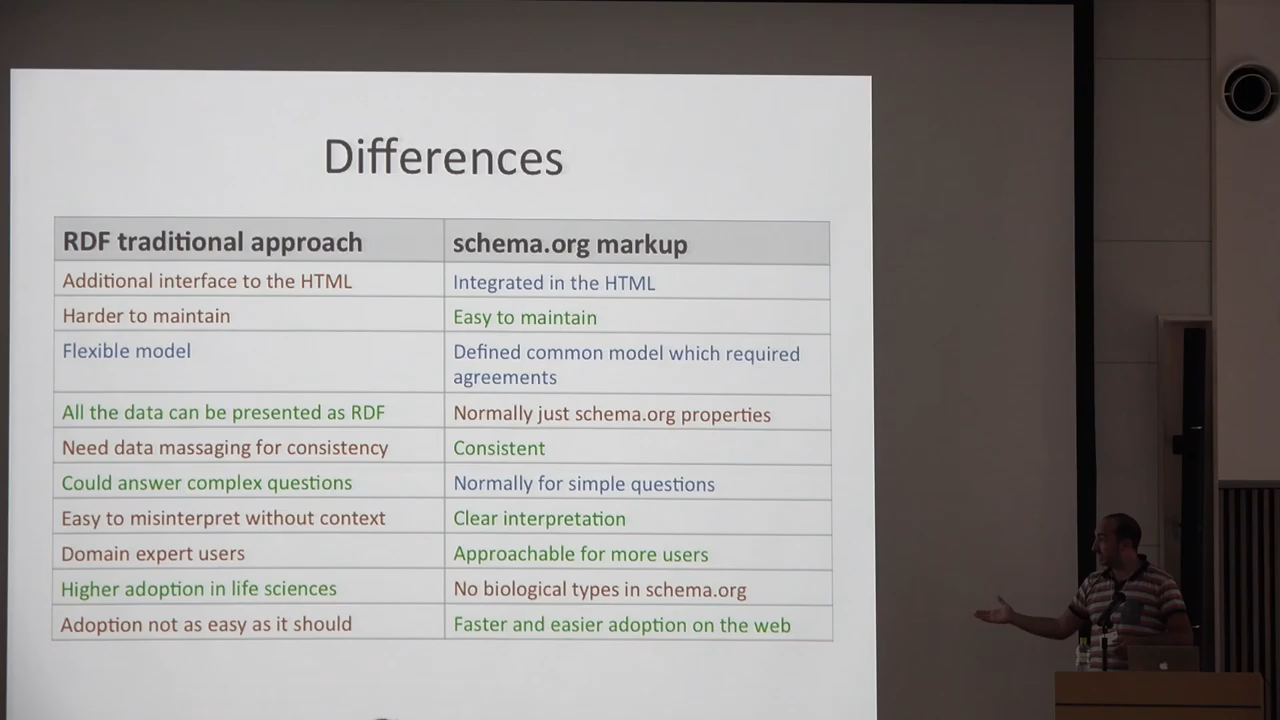 Differences
RDF traditional approach
schema.org markup
Additional interface to the HTML
Integrated in the HTML
Harder to maintain
Easy to maintain
Flexible model
Defined common model which required
agreements
All the data can be presented as RDF
Normally just schema.org properties
Need data massaging for consistency
Consistent
Could answer complex questions
Normally for simple questions
Easy to misinterpret without context
Clear interpretation
Domain expert users
Approachable for more users
Higher adoption in life sciences
No biological types in schema.org
Adoption not as easy as it should
Faster and easier adoption on the web